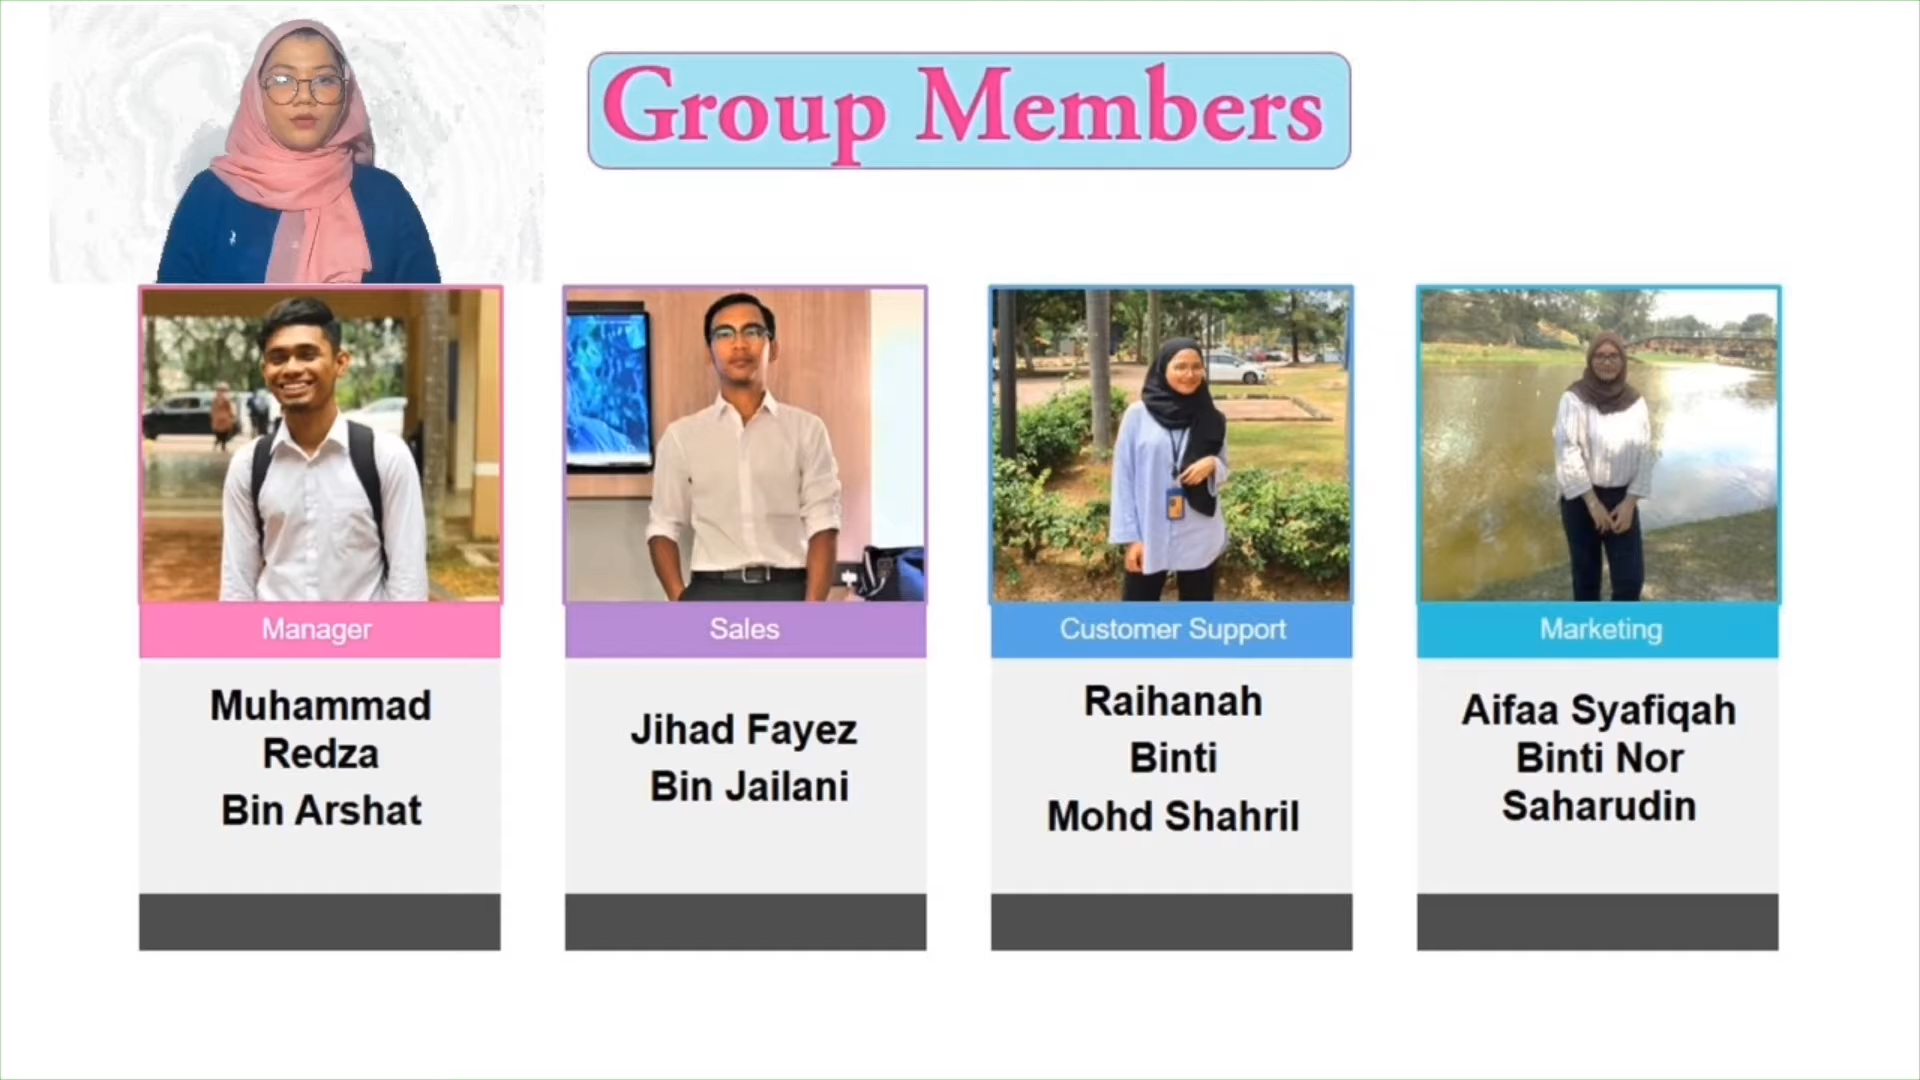 Group Members
Manager
Muhammad
Redza
Bin Arshat
Sales
Jihad Fayez
Bin Jailani
Customer Support
Raihanah
Binti
Mohd Shahril
Marketing
Aifaa Syafiqah
Binti Nor
Saharudin